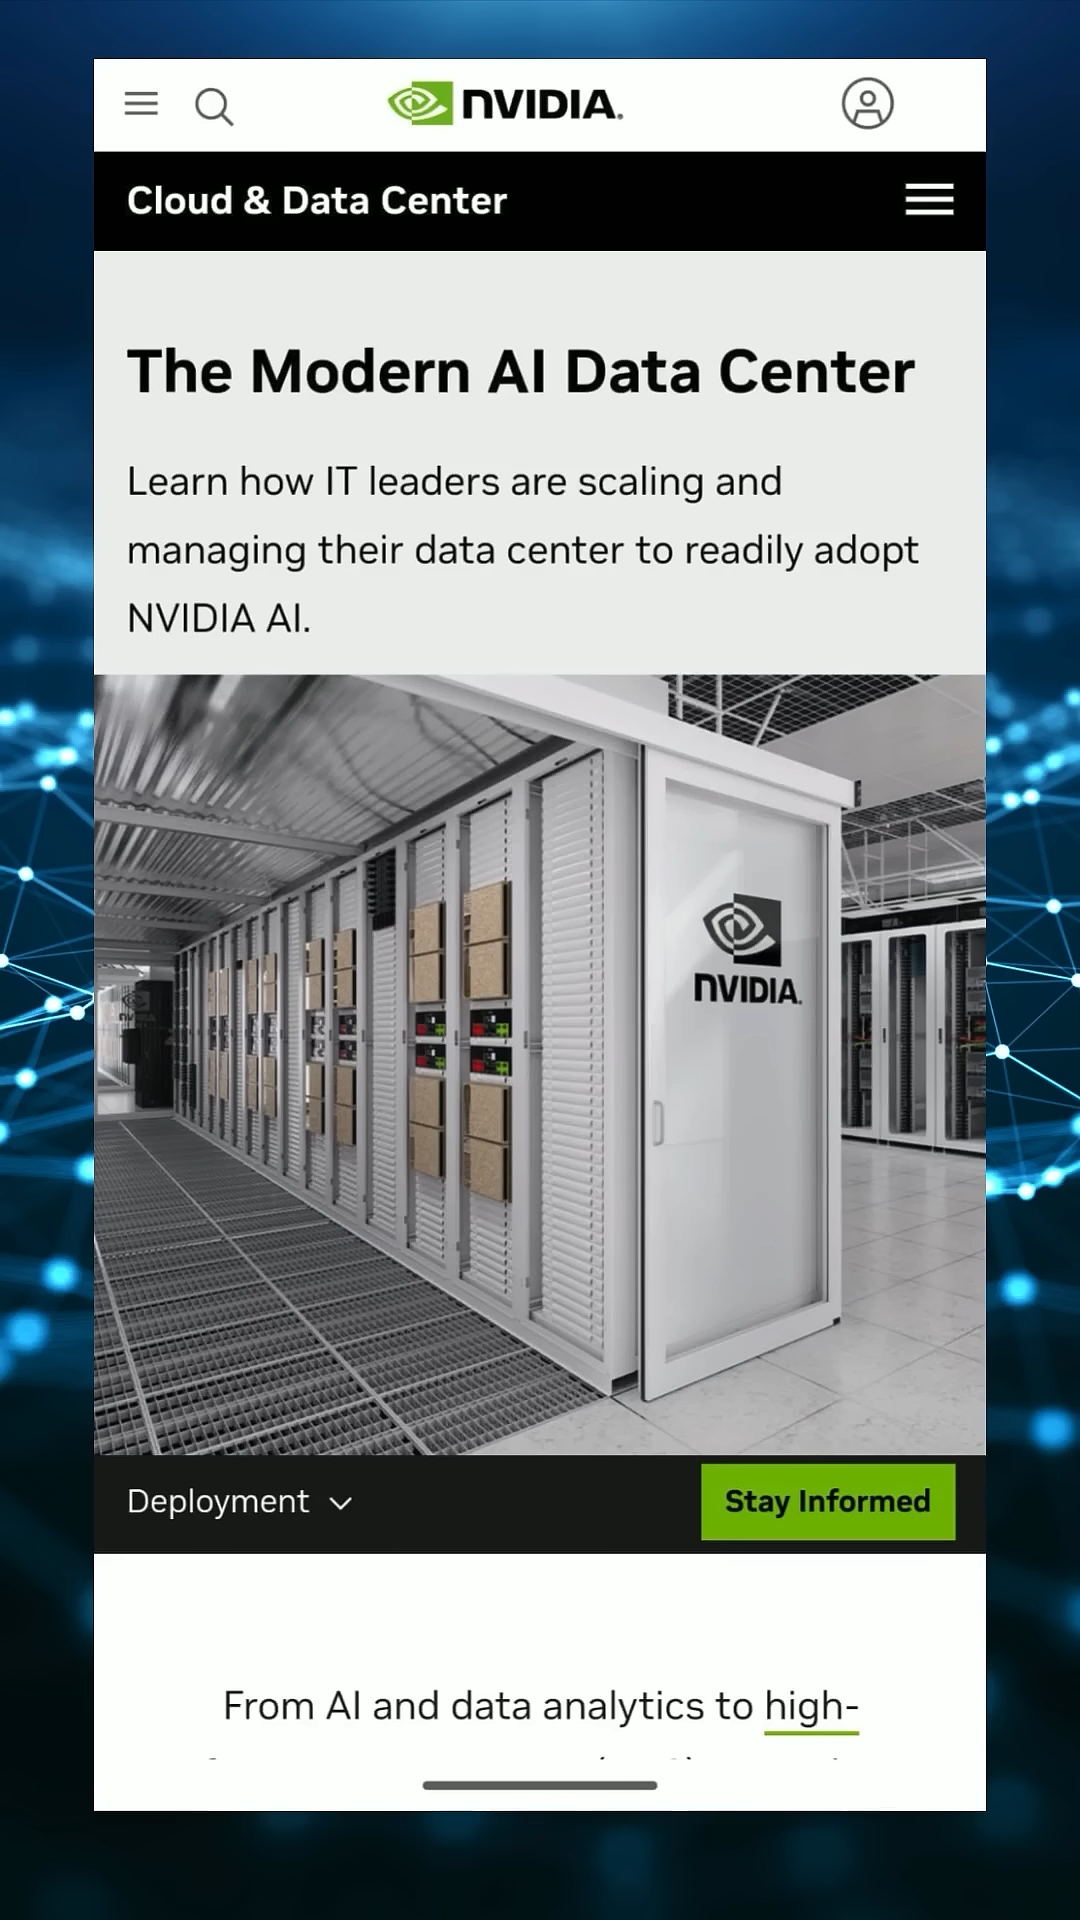 NVIDIA.
Cloud & Data Center
The Modern AI Data Center
Learn how IT leaders are scaling and
managing their data center to readily adopt
NVIDIA AI.
NVIDIA.
Deployment
Stay Informed
From AI and data analytics to high-